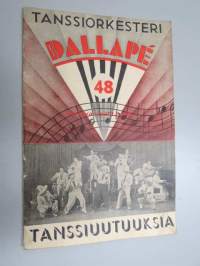 TANSSIORKESTERI
DALLAPÉ
48
TANSSIUUTUUKSIA